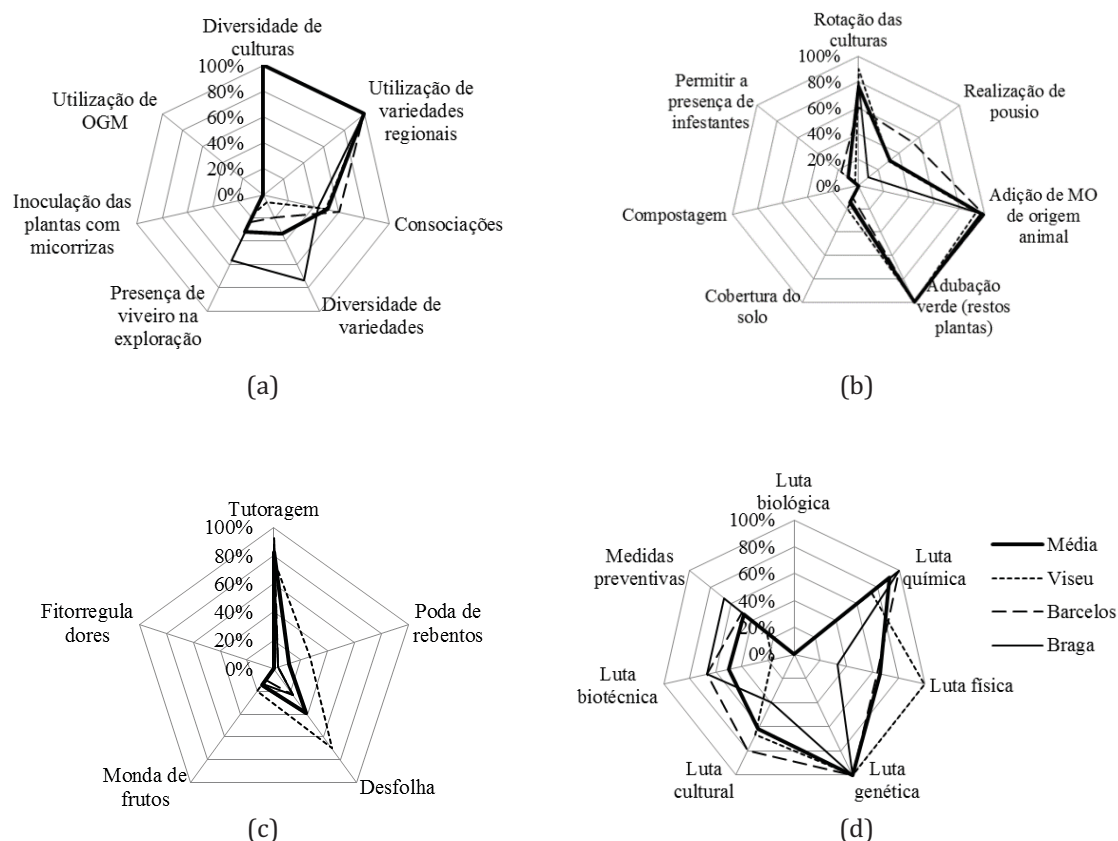 Diversidade de
culturas
100%
80%
60%
40%
20%
0%
Utilização de
variedades
regionais
Consociações
Diversidade de
variedades
Presença de
viveiro na
exploração
Inoculação das
plantas com
micorrizas
Utilização de
OGM
(a)
Rotação das
culturas
100%
80%
60%
40%
20%
0%
Realização de
pousio
Adição de MO
de origem
animal
Adubação
verde (restos
plantas)
Cobertura do
solo
Compostagem
Permitir a
presença de
infestantes
(b)
Tutoragem
100%
80%
60%
40%
20%
0%
Poda de
rebentos
Desfolha
Monda de
frutos
Fitorregula
dores
(c)
Luta
biológica
100%
80%
60%
40%
20%
0%
Luta
química
Luta física
Luta
genética
Luta
cultural
Luta
biotécnica
Medidas
preventivas
Média
Viseu
Barcelos
Braga
(d)